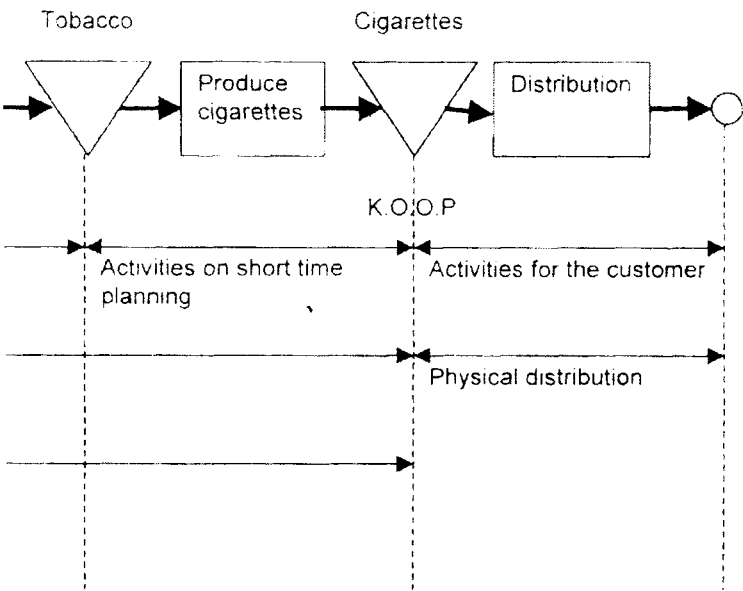 Tobacco
Cigarettes
Produce
cigarettes
Distribution
K.O.O.P
Activities on short time
planning
Activities for the customer
Physical distribution